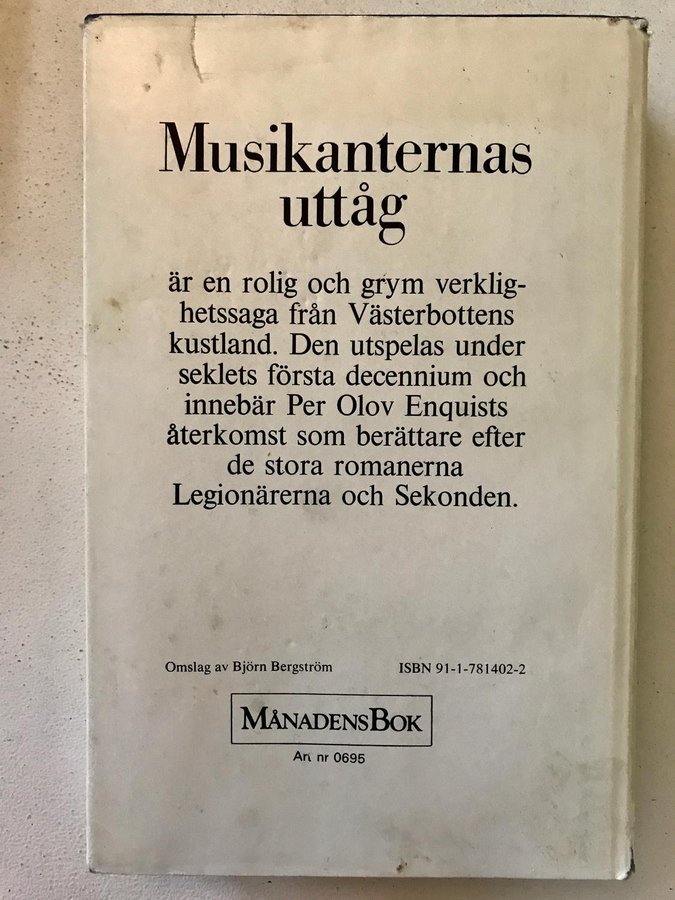 Musikanternas
uttåg
är en rolig och grym verklig-
hetssaga från Västerbottens
kustland. Den utspelas under
seklets första decennium och
innebär Per Olov Enquists
återkomst som berättare efter
de stora romanerna
Legionärerna och Sekonden.
Omslag av Björn Bergström ISBN 91-1-781402-2
MÅNADENSBOK
Art nr 0695